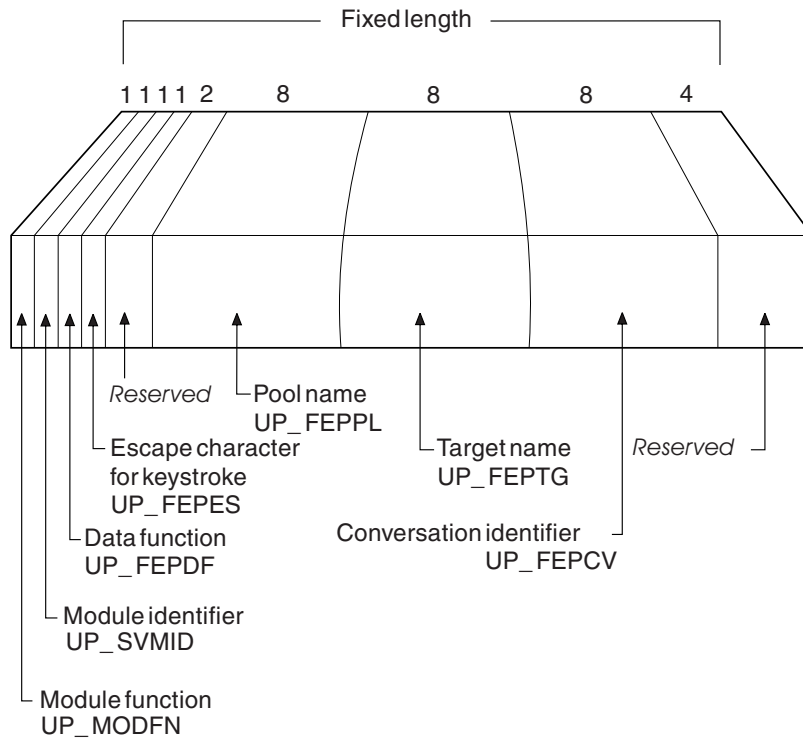 Fixed length
1 1 1 1 2 8 8 8 4
Reserved
Pool name
UP_FEPPL
Escape character
for keystroke
UP_FEPES
Target name
UP_FEPTG
Reserved
Data function
UP_FEPDF
Conversation identifier
UP_FEPCV
Module identifier
UP_SVMID
Module function
UP_MODFN